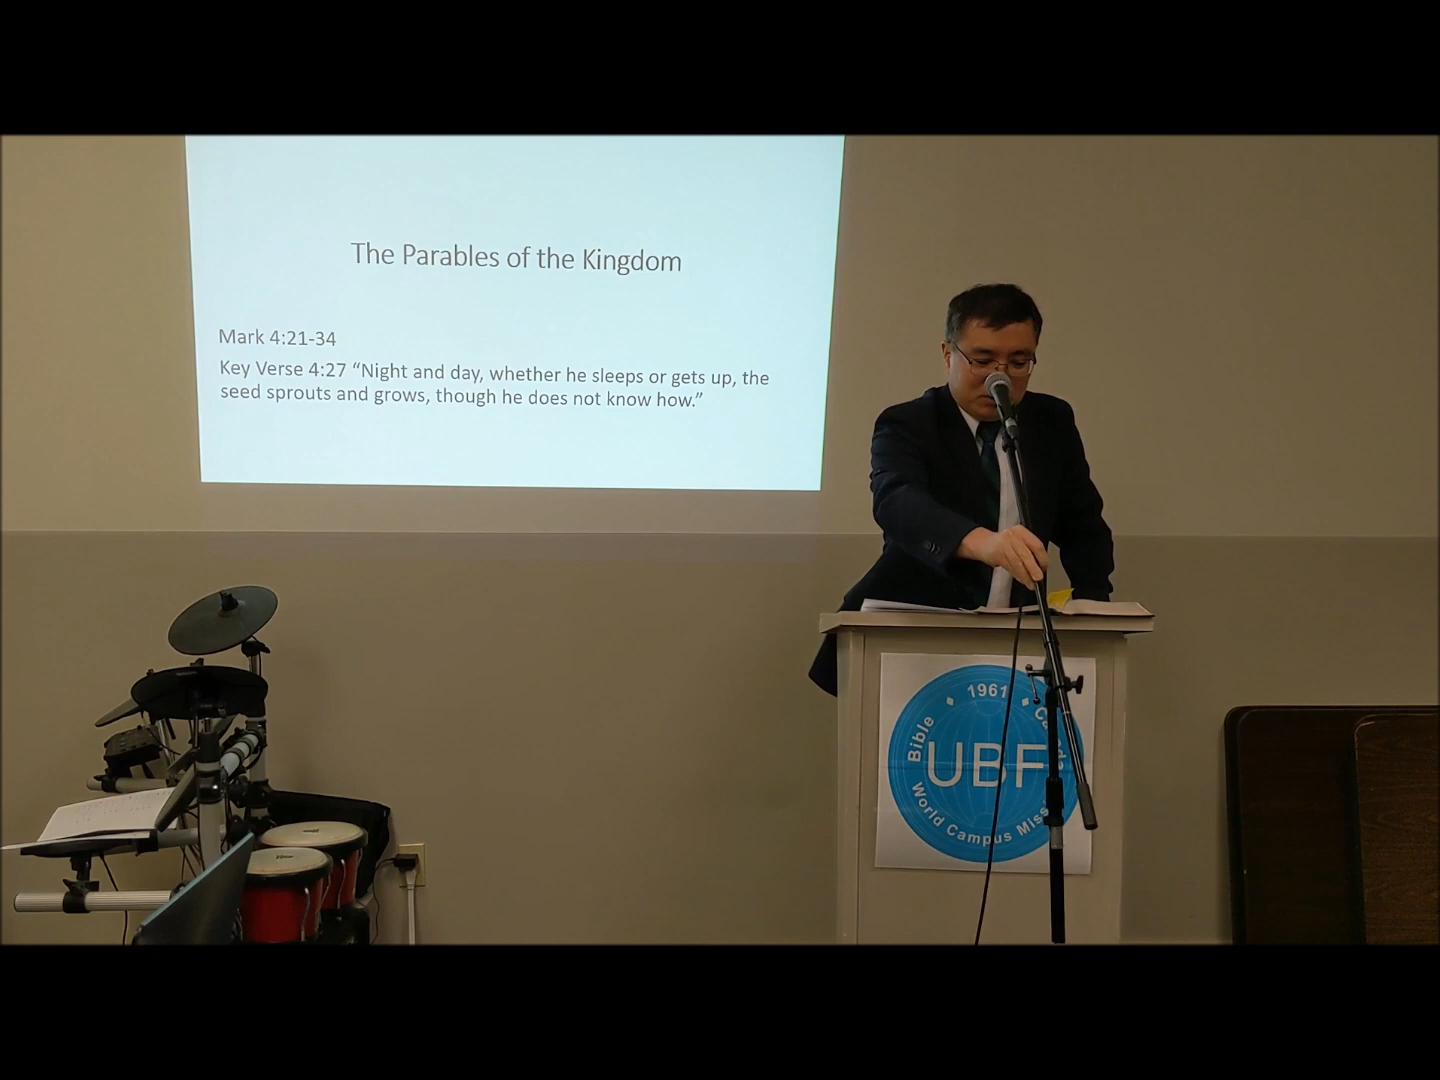 The Parables of the Kingdom
Mark 4:21-34
Key Verse 4:27 “Night and day, whether he sleeps or gets up, the
seed sprouts and grows, though he does not know how.”
1961
Bible
UBF
World Campus